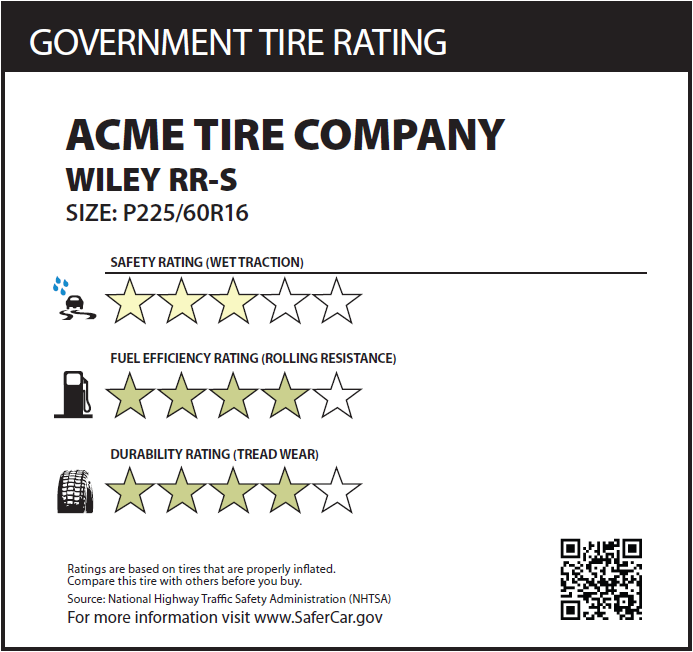 GOVERNMENT TIRE RATING
ACME TIRE COMPANY
WILEY RR-S
SIZE: P225/60R16
SAFETY RATING (WET TRACTION)
FUEL EFFICIENCY RATING (ROLLING RESISTANCE)
DURABILITY RATING (TREAD WEAR)
Ratings are based on tires that are properly inflated.
Compare this tire with others before you buy.
Source: National Highway Traffic Safety Administration (NHTSA)
For more information visit www.SaferCar.gov